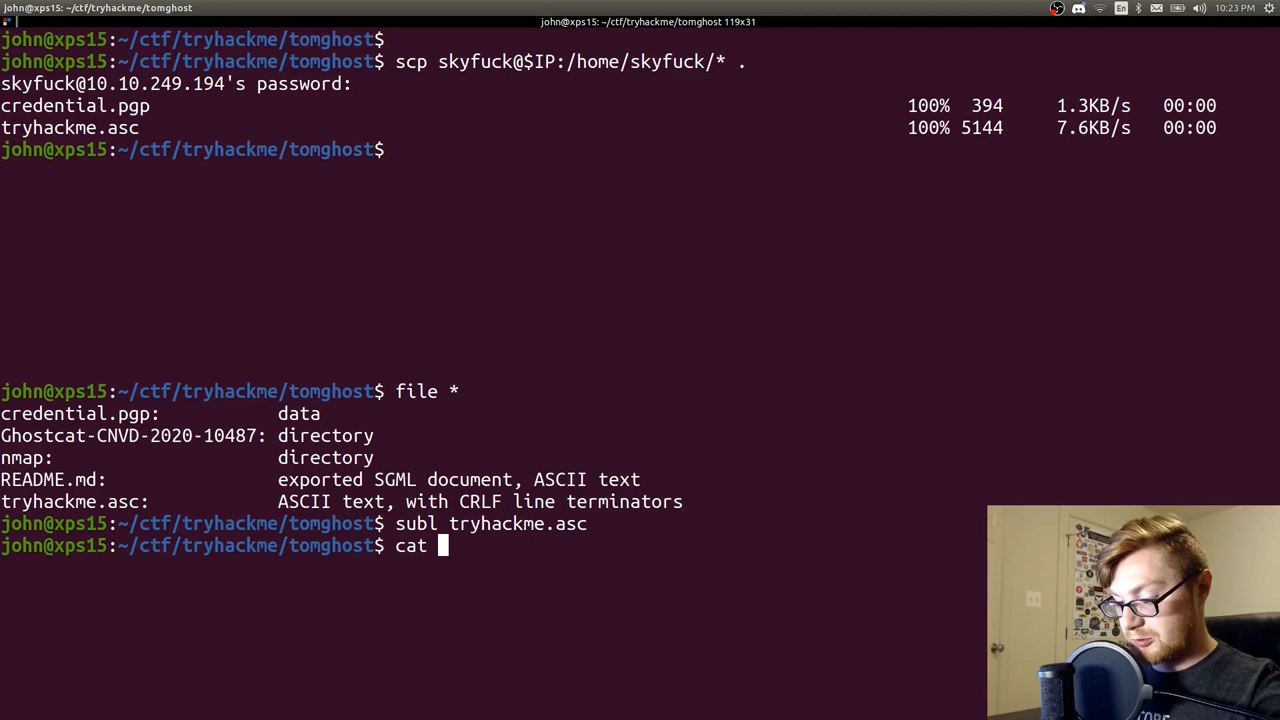 john@xps15: ~/ctf/tryhackme/tomghost
En
10:23 PM
john@xps15: ~/ctf/tryhackme/tomghost 119x31
john@xps15:~/ctf/tryhackme/tomghost$
john@xps15:~/ctf/tryhackme/tomghost$ scp skyfuck@$IP:/home/skyfuck/* .
skyfuck@10.10.249.194's password:
credential.pgp 100% 394 1.3KB/s 00:00
tryhackme.asc 100% 5144 7.6KB/s 00:00
john@xps15:~/ctf/tryhackme/tomghost$
john@xps15:~/ctf/tryhackme/tomghost$ file *
credential.pgp: data
Ghostcat-CNVD-2020-10487: directory
nmap: directory
README.md: exported SGML document, ASCII text
tryhackme.asc: ASCII text, with CRLF line terminators
john@xps15:~/ctf/tryhackme/tomghost$ subl tryhackme.asc
john@xps15:~/ctf/tryhackme/tomghost$ cat